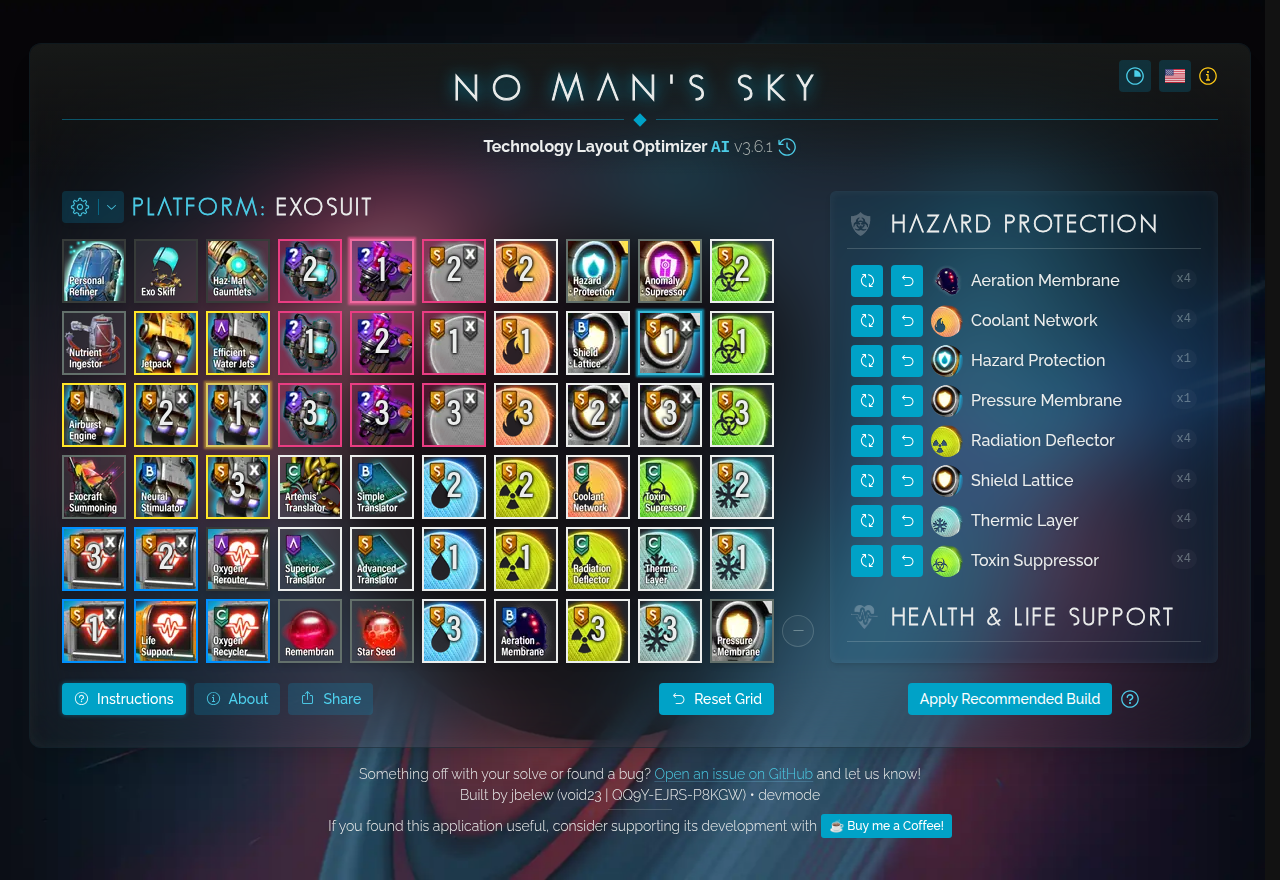 NO MAN'S SKY
Technology Layout Optimizer AI v3.6.1
PLATFORM: EXOSUIT
Personal Refiner
Exo Skiff
Haz-Mat Gauntlets
? 2
? 1
S 2 X
S 2
Hazard Protection
Anomaly Supressor
S 2
Nutrient Ingestor
Jetpack
Λ Efficient Water Jets
? 1
? 2
S 1 X
S 1
B Shield Lattice
S 1 X
S 1
S Airburst Engine
S 2 X
S 1 X
? 3
? 3
S 3 X
S 3
S 2 X
S 3 X
S 3
Exocraft Summoning
B Neural Stimulator
S 3 X
C Artemis' Translator
B Simple Translator
S 2
S 2
C Coolant Network
C Toxin Supressor
S 2
S 3 X
S 2 X
Λ Oxygen Rerouter
Λ Superior Translator
S Advanced Translator
S 1
S 1
C Radiation Deflector
C Thermic Layer
S 1
S 1 X
Life Support
C Oxygen Recycler
Remembran
Star Seed
S 3
B Aeration Membrane
S 3
S 3
Pressure Membrane
HAZARD PROTECTION
Aeration Membrane x4
Coolant Network x4
Hazard Protection x1
Pressure Membrane x1
Radiation Deflector x4
Shield Lattice x4
Thermic Layer x4
Toxin Suppressor x4
HEALTH & LIFE SUPPORT
Instructions
About
Share
Reset Grid
Apply Recommended Build
Something off with your solve or found a bug? Open an issue on GitHub and let us know!
Built by jbelew (void23 | QQ9Y-EJRS-P8KGW) • devmode
If you found this application useful, consider supporting its development with ☕ Buy me a Coffee!